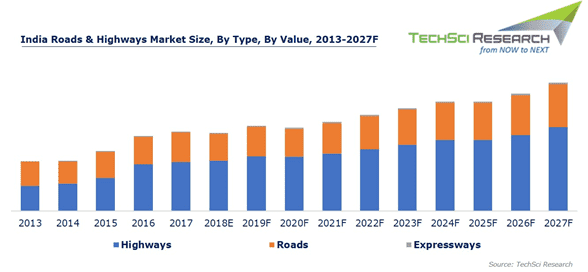 India Roads & Highways Market Size, By Type, By Value, 2013-2027F
TECHSCI RESEARCH
from NOW to NEXT
2013 2014 2015 2016 2017 2018E 2019F 2020F 2021F 2022F 2023F 2024F 2025F 2026F 2027F
Highways Roads Expressways
Source: TechSci Research